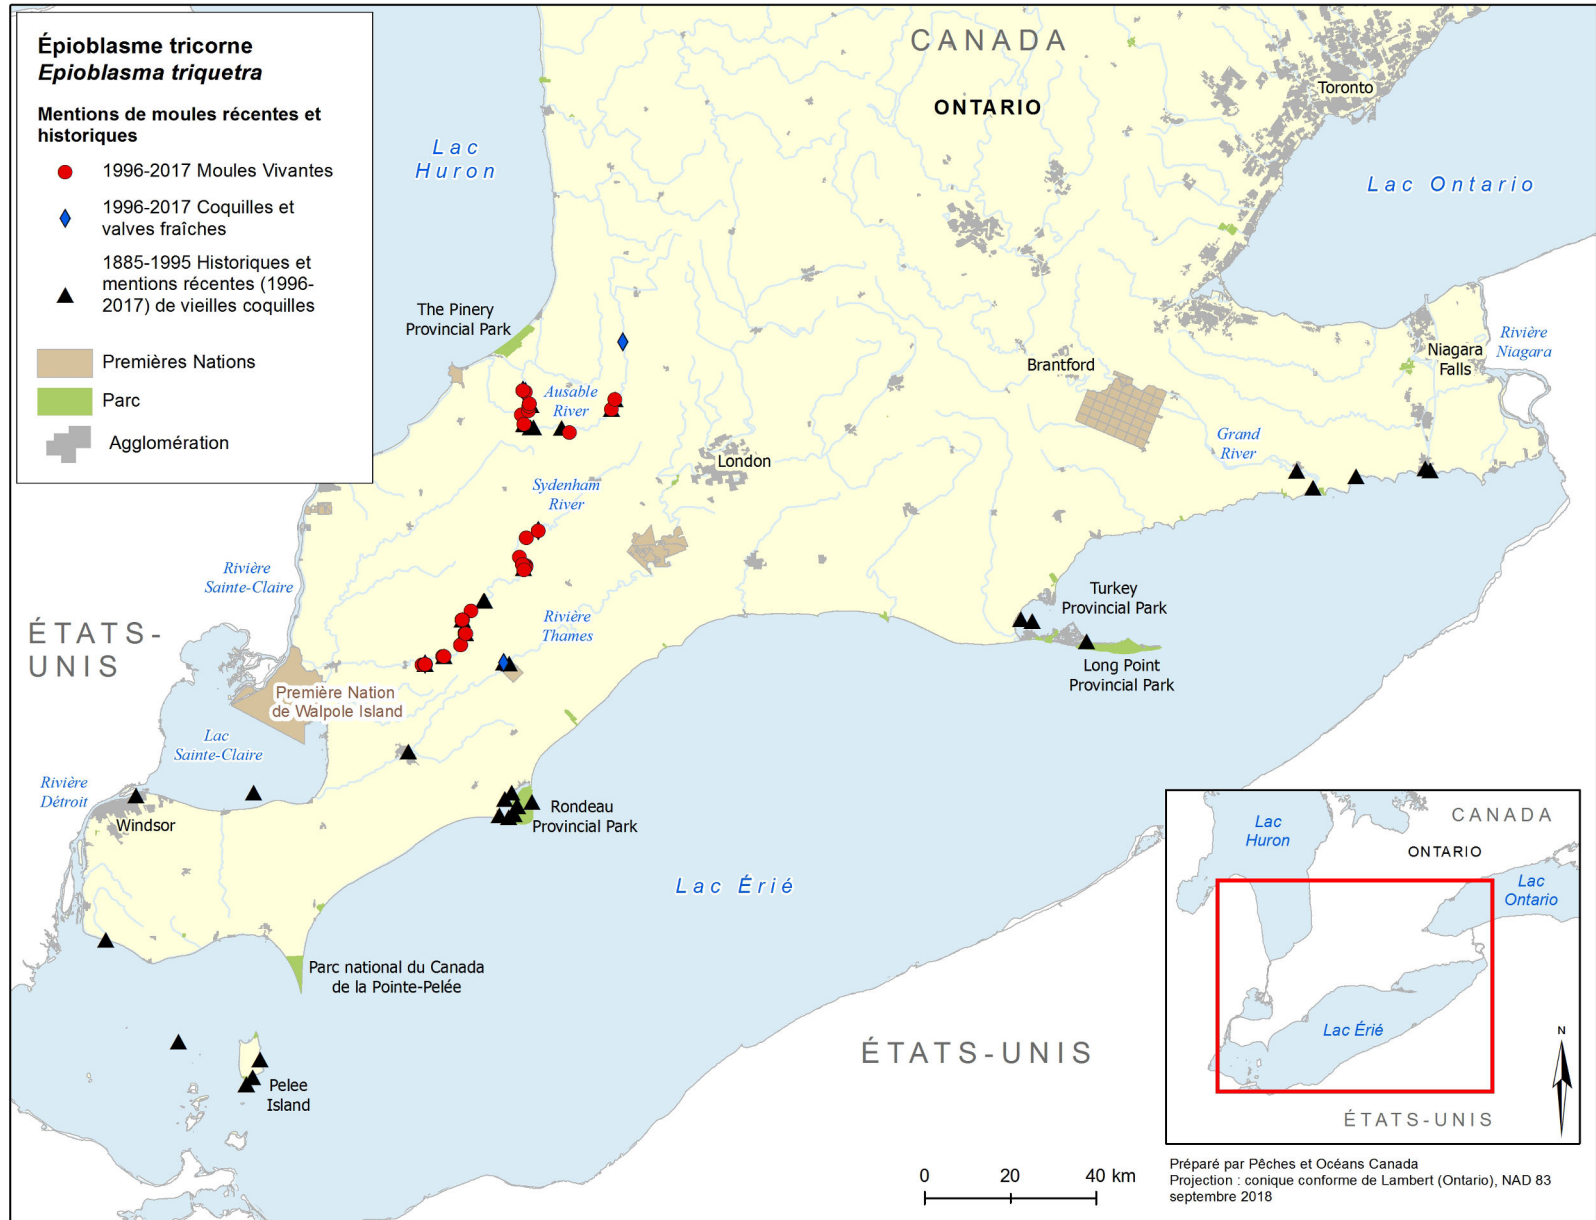 Épioblasme tricorne
Epioblasma triquetra
Mentions de moules récentes et
historiques
1996-2017 Moules Vivantes
1996-2017 Coquilles et
valves fraîches
1885-1995 Historiques et
mentions récentes (1996-
2017) de vieilles coquilles
Premières Nations
Parc
Agglomération
CANADA
ONTARIO
Toronto
Lac
Huron
Lac Ontario
The Pinery
Provincial Park
Rivière
Niagara
Niagara
Falls
Brantford
Ausable
River
Grand
River
London
Sydenham
River
Rivière
Sainte-Claire
Rivière
Thames
Turkey
Provincial Park
ÉTATS-
UNIS
Long Point
Provincial Park
Première Nation
de Walpole Island
Lac
Sainte-Claire
Rivière
Détroit
Windsor
Rondeau
Provincial Park
Lac Érié
Parc national du Canada
de la Pointe-Pelée
ÉTATS-UNIS
Pelee
Island
0 20 40 km
CANADA
Lac
Huron
ONTARIO
Lac
Ontario
Lac Érié
N
ÉTATS-UNIS
Préparé par Pêches et Océans Canada
Projection : conique conforme de Lambert (Ontario), NAD 83
septembre 2018